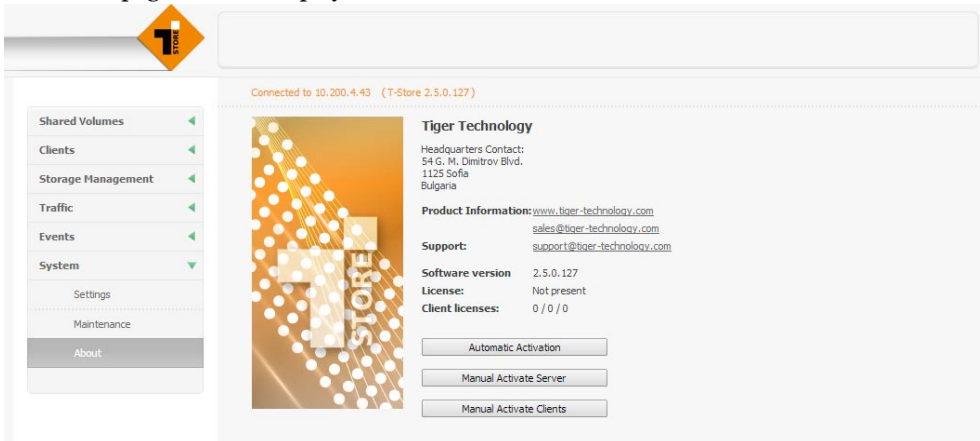 STORE
Connected to 10.200.4.43 (T-Store 2.5.0.127)
Shared Volumes
Clients
Storage Management
Traffic
Events
System
Settings
Maintenance
About
STORE
Tiger Technology
Headquarters Contact:
54 G. M. Dimitrov Blvd.
1125 Sofia
Bulgaria
Product Information: www.tiger-technology.com
sales@tiger-technology.com
Support: support@tiger-technology.com
Software version 2.5.0.127
License: Not present
Client licenses: 0 / 0 / 0
Automatic Activation
Manual Activate Server
Manual Activate Clients